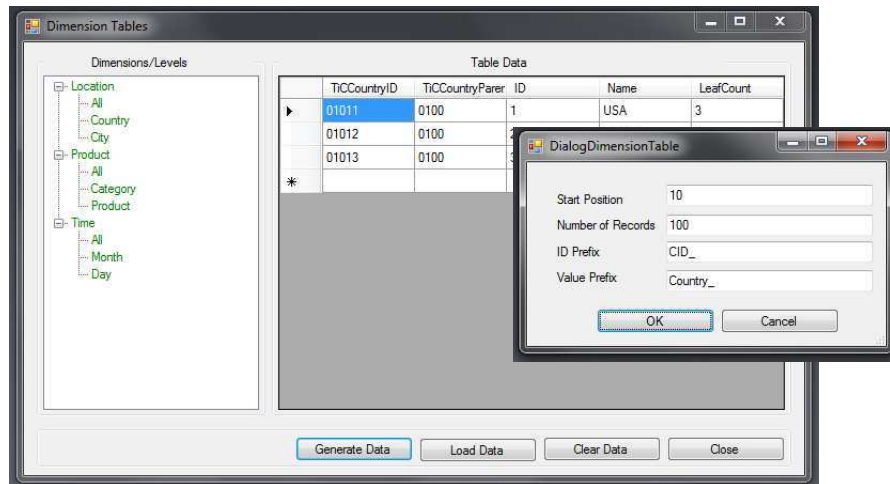 Dimension Tables
Dimensions/Levels
Location
All
Country
City
Product
All
Category
Product
Time
All
Month
Day
Table Data
TiCCountryID TiCCountryParer ID Name LeafCount
01011 0100 1 USA 3
01012 0100
01013 0100
DialogDimensionTable
Start Position 10
Number of Records 100
ID Prefix CID_
Value Prefix Country_
OK Cancel
Generate Data Load Data Clear Data Close